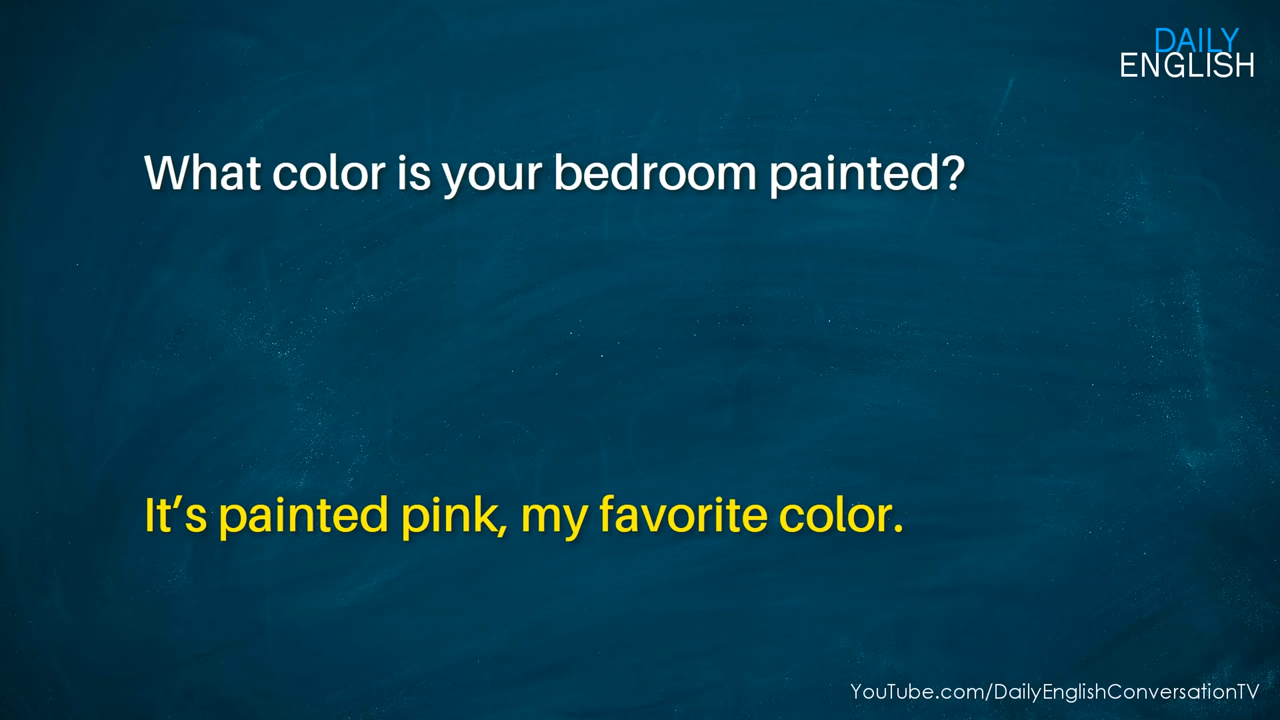 DAILY
ENGLISH
What color is your bedroom painted?
It’s painted pink, my favorite color.
YouTube.com/DailyEnglishConversationTV